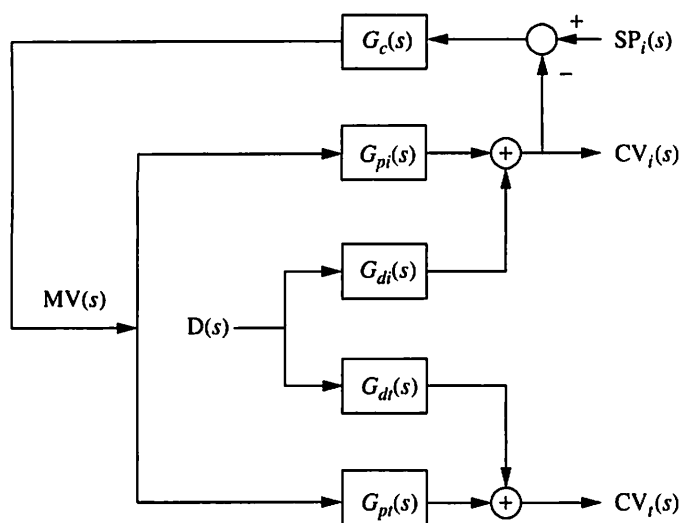 G_c(s)
+
SP_i(s)
−
G_pi(s)
+
CV_i(s)
G_di(s)
MV(s)
D(s)
G_dt(s)
G_pt(s)
+
CV_t(s)